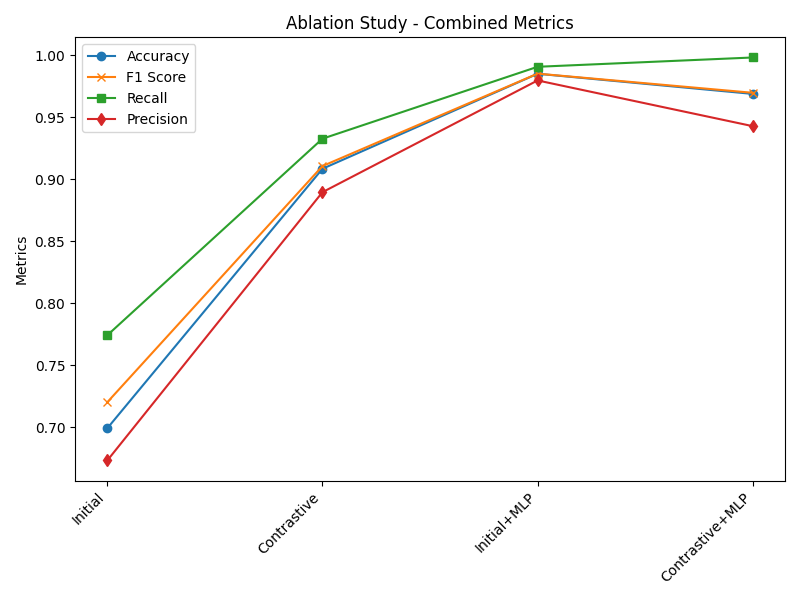 Ablation Study - Combined Metrics
Accuracy
F1 Score
Recall
Precision
Metrics
1.00
0.95
0.90
0.85
0.80
0.75
0.70
Initial
Contrastive
Initial+MLP
Contrastive+MLP